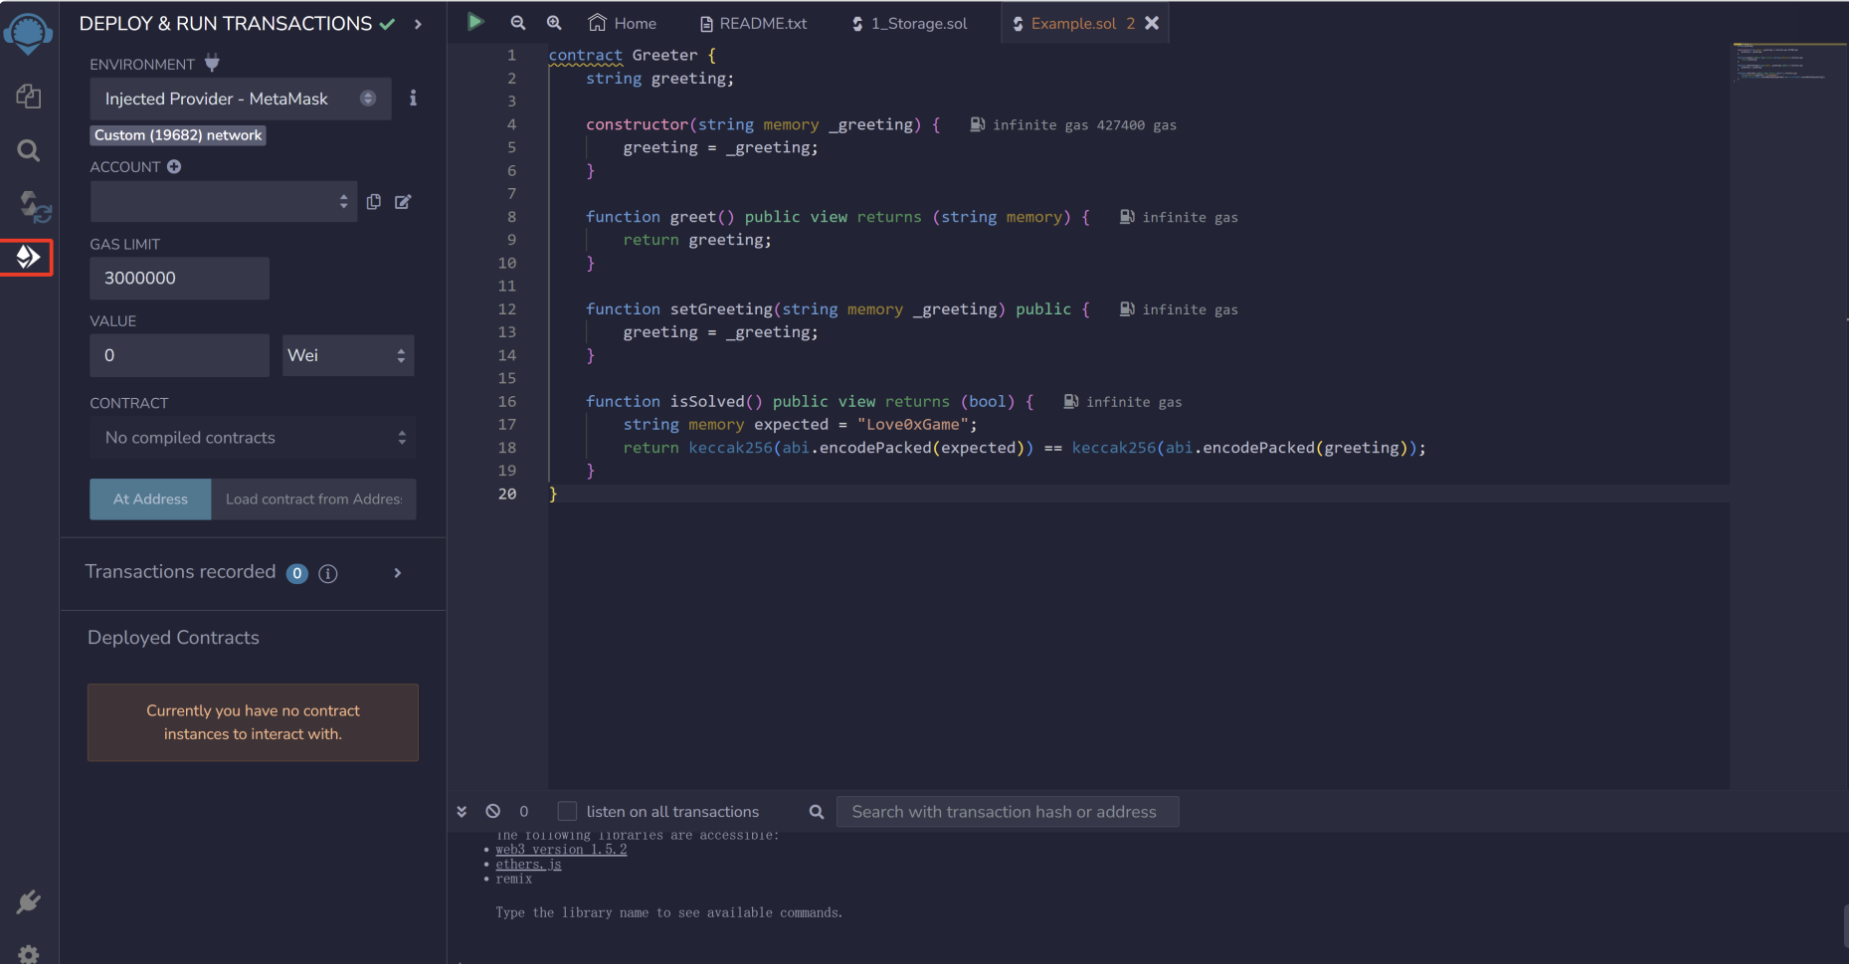 DEPLOY & RUN TRANSACTIONS
ENVIRONMENT
Injected Provider - MetaMask
Custom (19682) network
ACCOUNT
GAS LIMIT
3000000
VALUE
0
Wei
CONTRACT
No compiled contracts
At Address
Load contract from Addres
Transactions recorded 0
Deployed Contracts
Currently you have no contract
instances to interact with.
Home
README.txt
1_Storage.sol
Example.sol 2
1 contract Greeter {
2 string greeting;
3
4 constructor(string memory _greeting) { infinite gas 427400 gas
5 greeting = _greeting;
6 }
7
8 function greet() public view returns (string memory) { infinite gas
9 return greeting;
10 }
11
12 function setGreeting(string memory _greeting) public { infinite gas
13 greeting = _greeting;
14 }
15
16 function isSolved() public view returns (bool) { infinite gas
17 string memory expected = "Love0xGame";
18 return keccak256(abi.encodePacked(expected)) == keccak256(abi.encodePacked(greeting));
19 }
20 }
0
listen on all transactions
Search with transaction hash or address
The following libraries are accessible:
• web3 version 1.5.2
• ethers.js
• remix
Type the library name to see available commands.